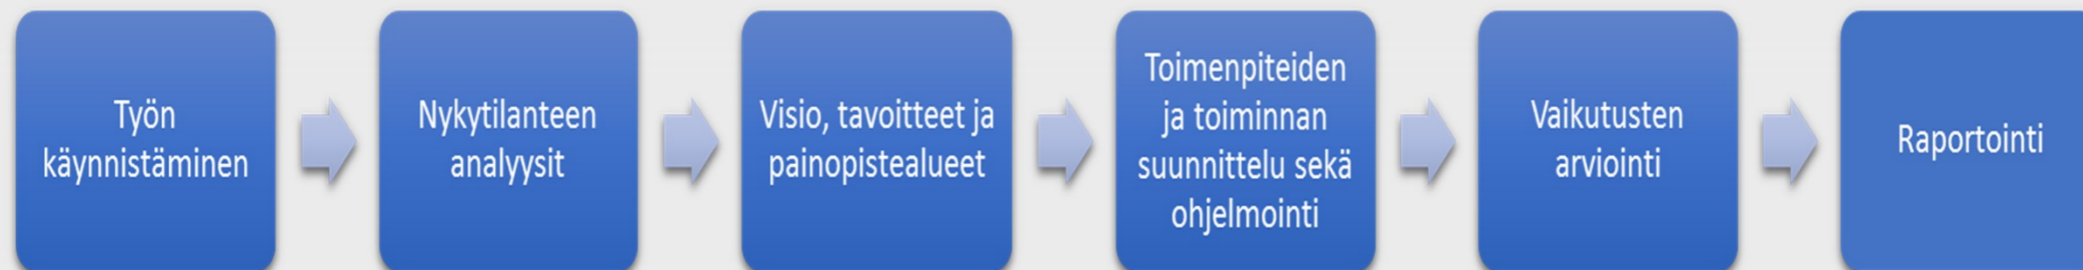 Työn
käynnistäminen
Nykytilanteen
analyysit
Visio, tavoitteet ja
painopistealueet
Toimenpiteiden
ja toiminnan
suunnittelu sekä
ohjelmointi
Vaikutusten
arviointi
Raportointi